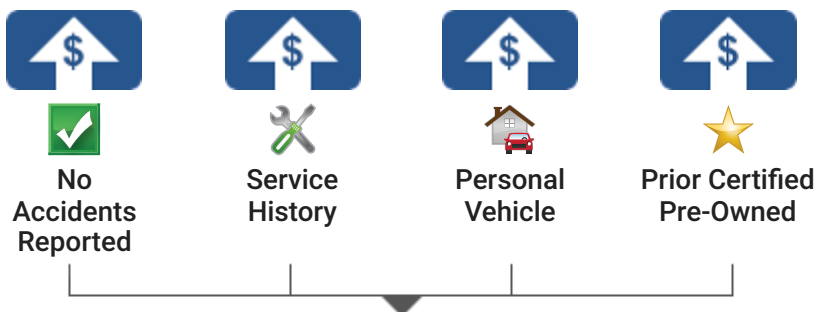 $ $ $ $
No Accidents Reported
Service History
Personal Vehicle
Prior Certified Pre-Owned